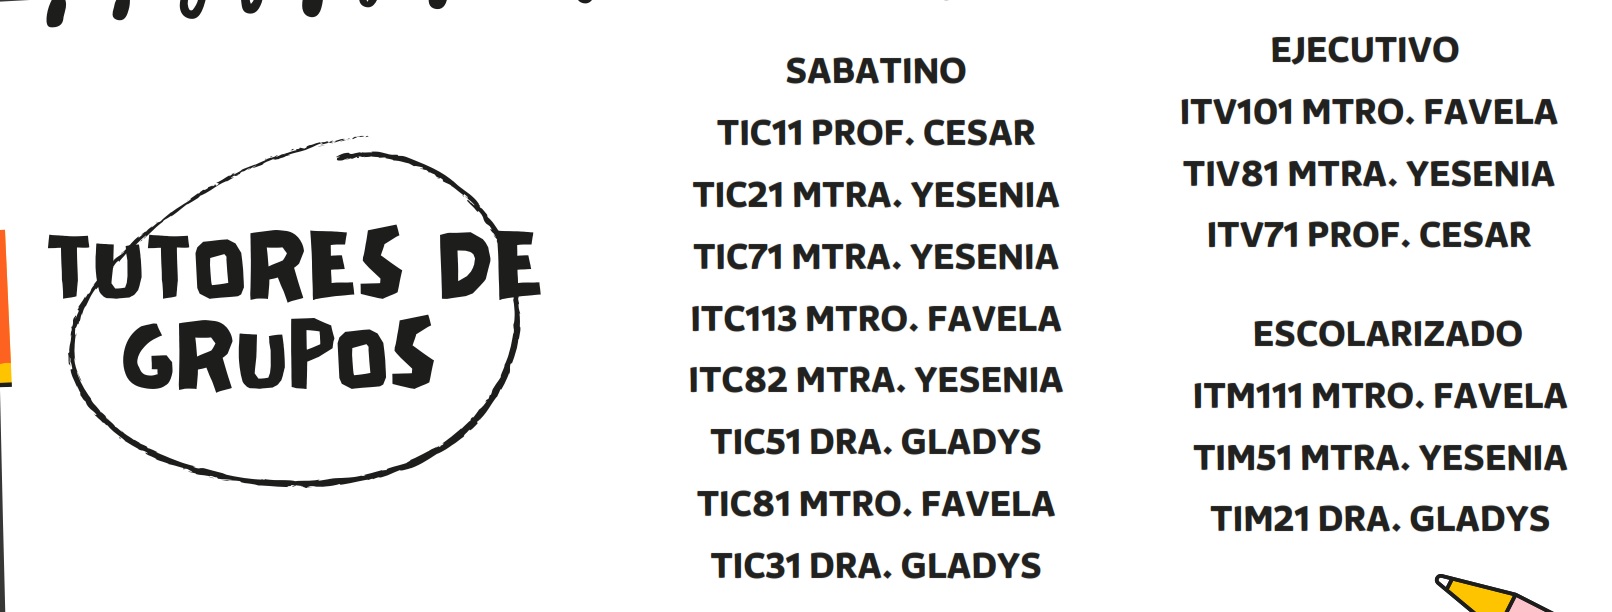 TUTORES DE
GRUPOS
SABATINO
TIC11 PROF. CESAR
TIC21 MTRA. YESENIA
TIC71 MTRA. YESENIA
ITC113 MTRO. FAVELA
ITC82 MTRA. YESENIA
TIC51 DRA. GLADYS
TIC81 MTRO. FAVELA
TIC31 DRA. GLADYS
EJECUTIVO
ITV101 MTRO. FAVELA
TIV81 MTRA. YESENIA
ITV71 PROF. CESAR
ESCOLARIZADO
ITM111 MTRO. FAVELA
TIM51 MTRA. YESENIA
TIM21 DRA. GLADYS